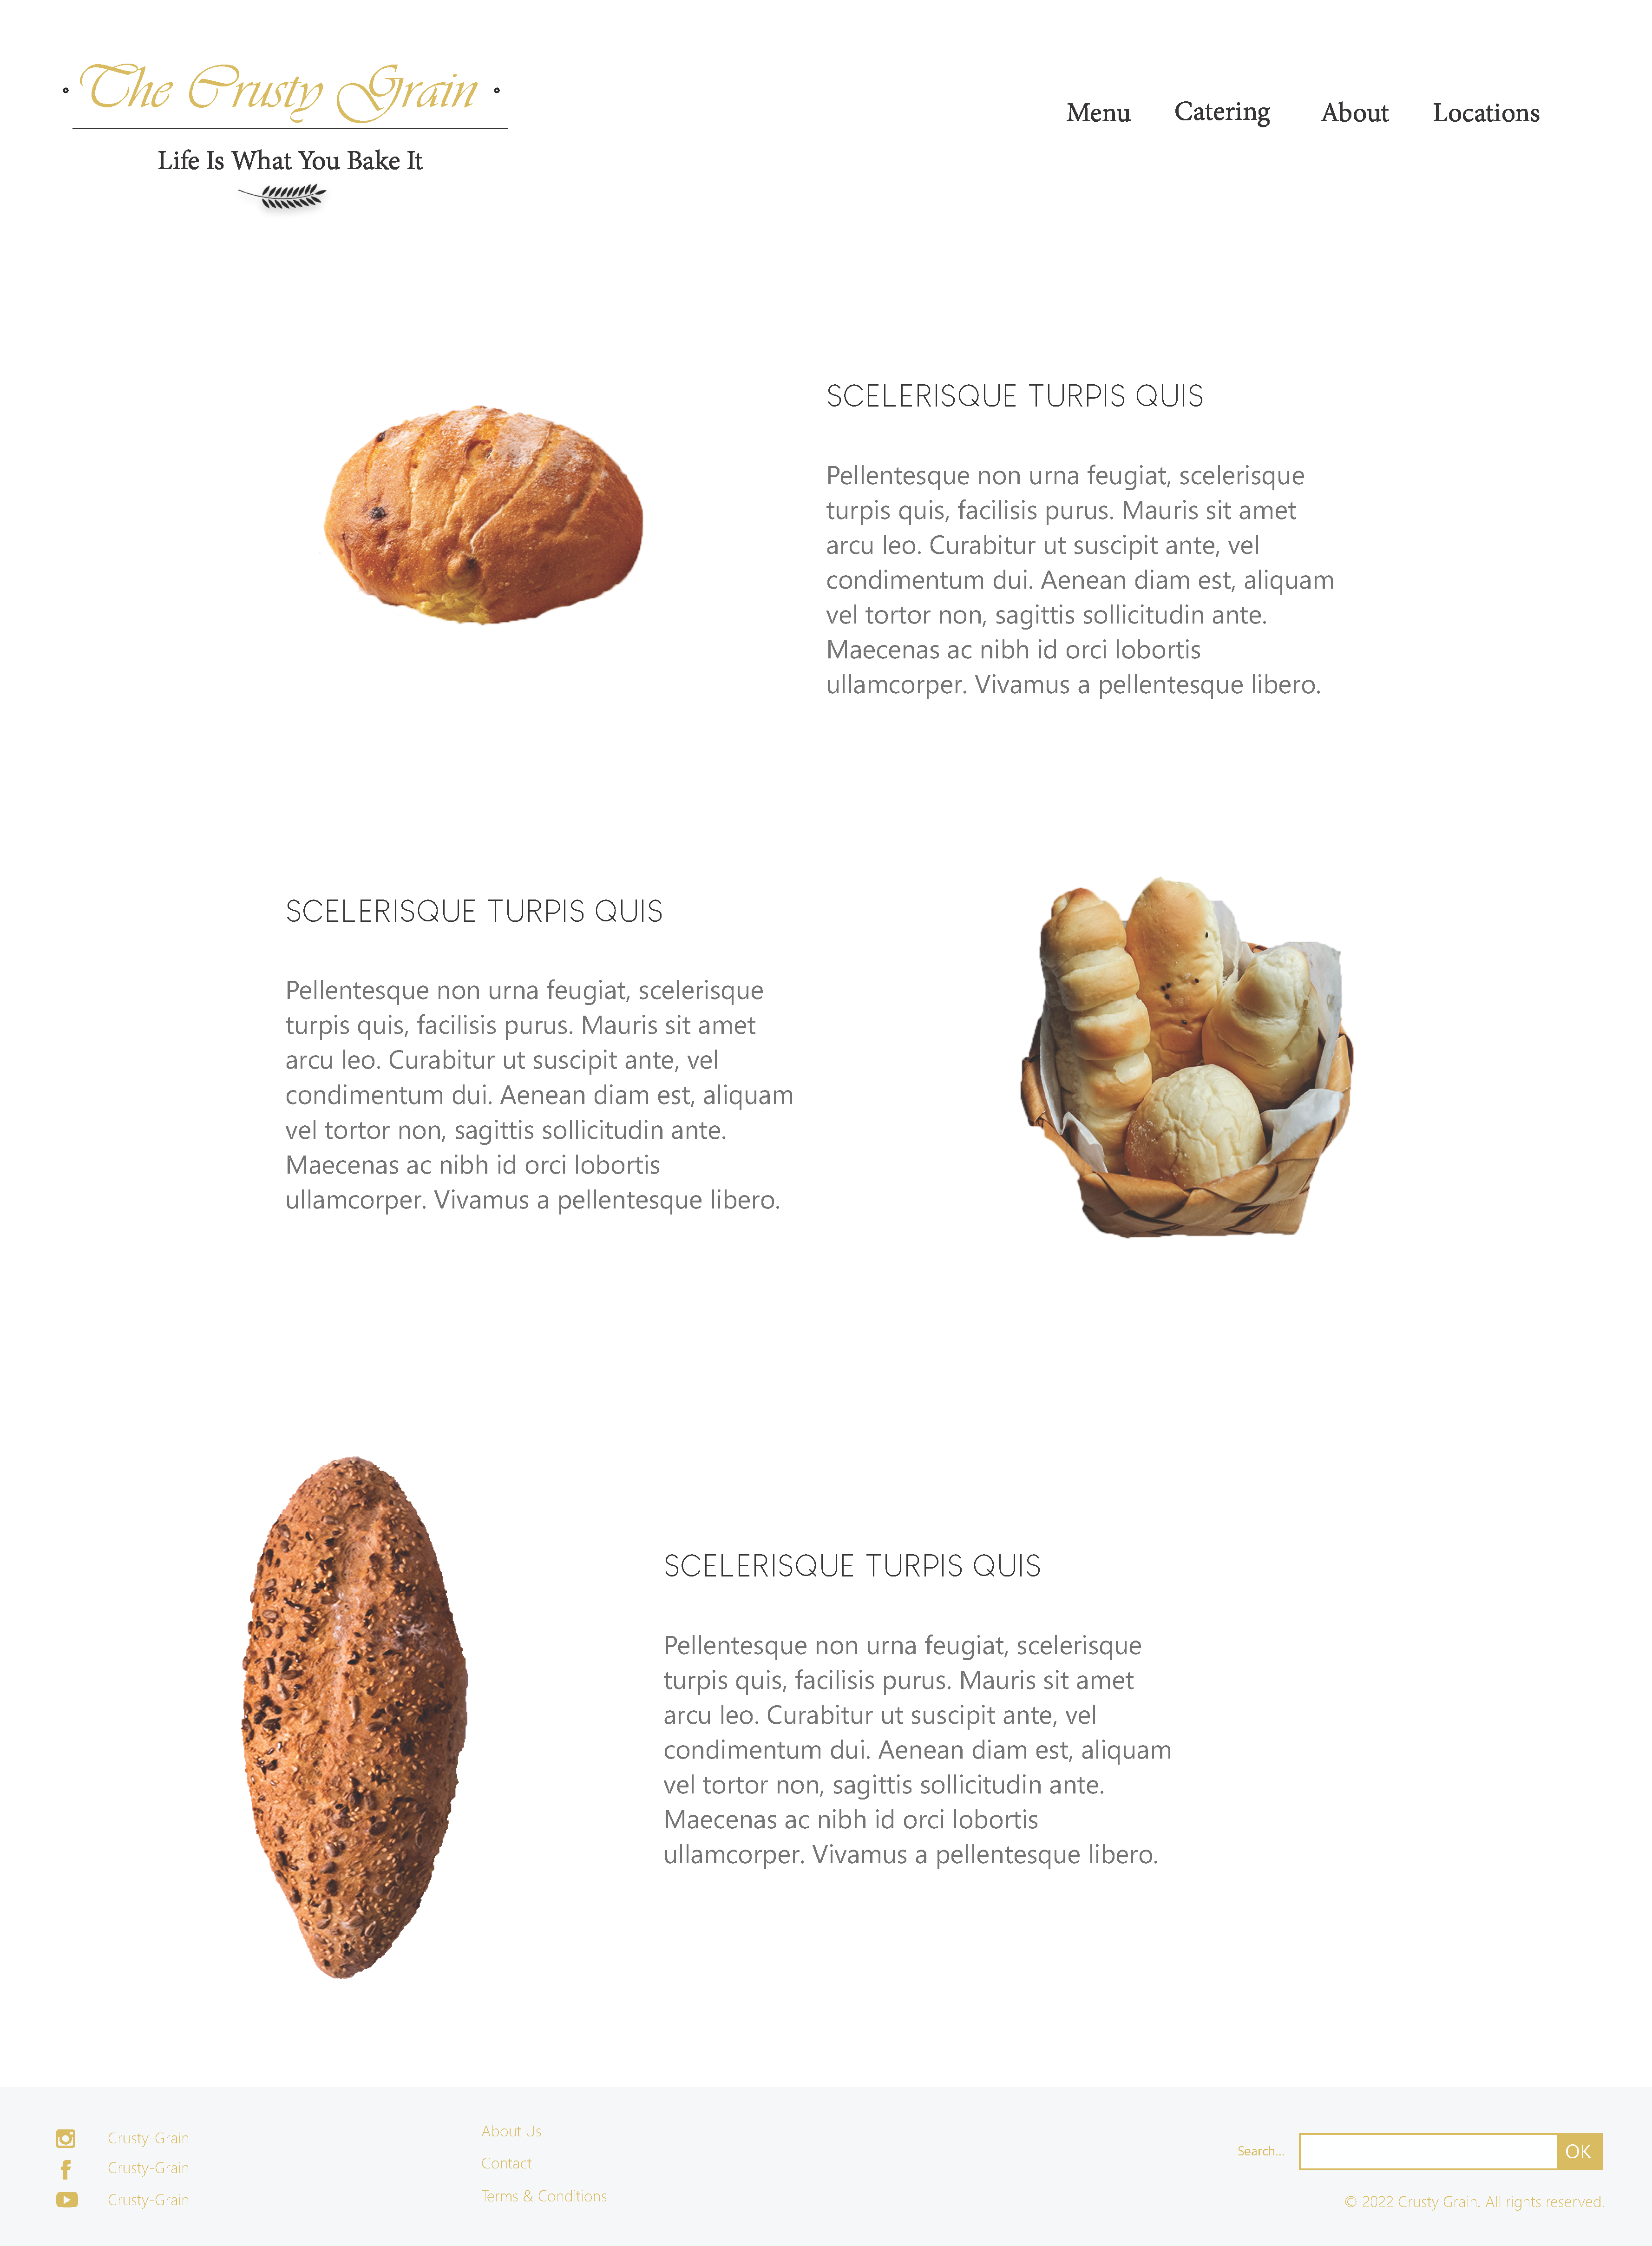 The Crusty Grain
Life Is What You Bake It
Menu Catering About Locations
SCELERISQUE TURPIS QUIS
Pellentesque non urna feugiat, scelerisque
turpis quis, facilisis purus. Mauris sit amet
arcu leo. Curabitur ut suscipit ante, vel
condimentum dui. Aenean diam est, aliquam
vel tortor non, sagittis sollicitudin ante.
Maecenas ac nibh id orci lobortis
ullamcorper. Vivamus a pellentesque libero.
SCELERISQUE TURPIS QUIS
Pellentesque non urna feugiat, scelerisque
turpis quis, facilisis purus. Mauris sit amet
arcu leo. Curabitur ut suscipit ante, vel
condimentum dui. Aenean diam est, aliquam
vel tortor non, sagittis sollicitudin ante.
Maecenas ac nibh id orci lobortis
ullamcorper. Vivamus a pellentesque libero.
SCELERISQUE TURPIS QUIS
Pellentesque non urna feugiat, scelerisque
turpis quis, facilisis purus. Mauris sit amet
arcu leo. Curabitur ut suscipit ante, vel
condimentum dui. Aenean diam est, aliquam
vel tortor non, sagittis sollicitudin ante.
Maecenas ac nibh id orci lobortis
ullamcorper. Vivamus a pellentesque libero.
Crusty-Grain
Crusty-Grain
Crusty-Grain
About Us
Contact
Terms & Conditions
Search... OK
© 2022 Crusty Grain. All rights reserved.